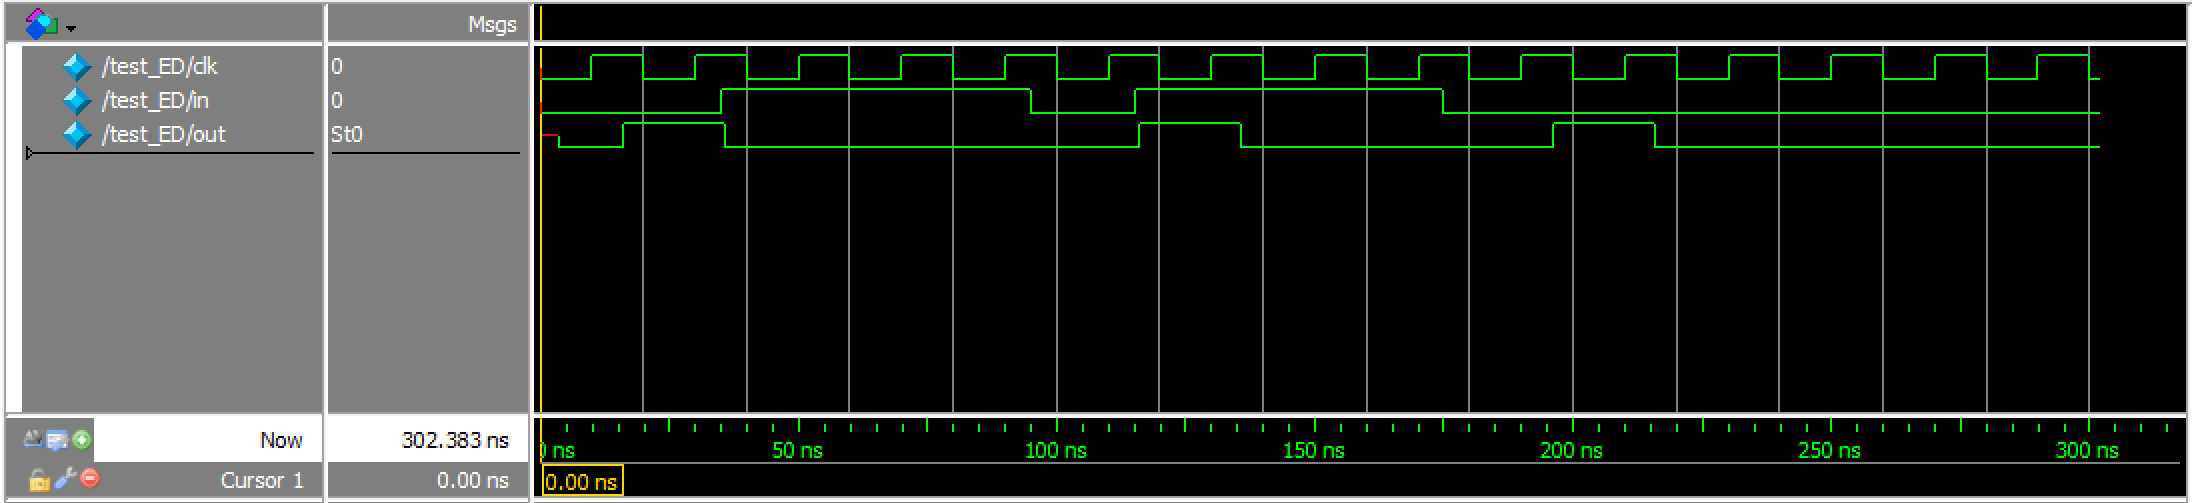 Msgs
/test_ED/clk 0
/test_ED/in 0
/test_ED/out St0
Now 302.383 ns
0 ns 50 ns 100 ns 150 ns 200 ns 250 ns 300 ns
Cursor 1 0.00 ns 0.00 ns